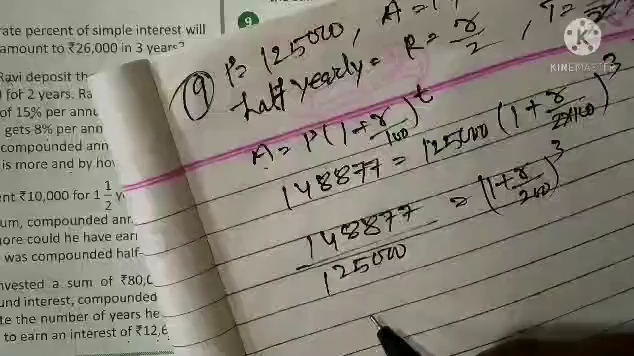 9
rate percent of simple interest will
amount to ₹26,000 in 3 years?
Ravi deposit
for 2 years. Ra
of 15% per annu
gets 8% per ann
compounded ann
is more and by how
ent ₹10,000 for 1 1/2 y
um, compounded ann
ore could he have earn
was compounded half-
nvested a sum of ₹80,0
und interest, compounded
te the number of years he
to earn an interest of ₹12,6
9 P = 125000, A = 1
half yearly = R = r/2, T =
A = P(1 + r/100)^t
148877 = 125000 (1 + r/2×100)^3
148877/125000 = (1 + r/200)^3
KINEMASTER